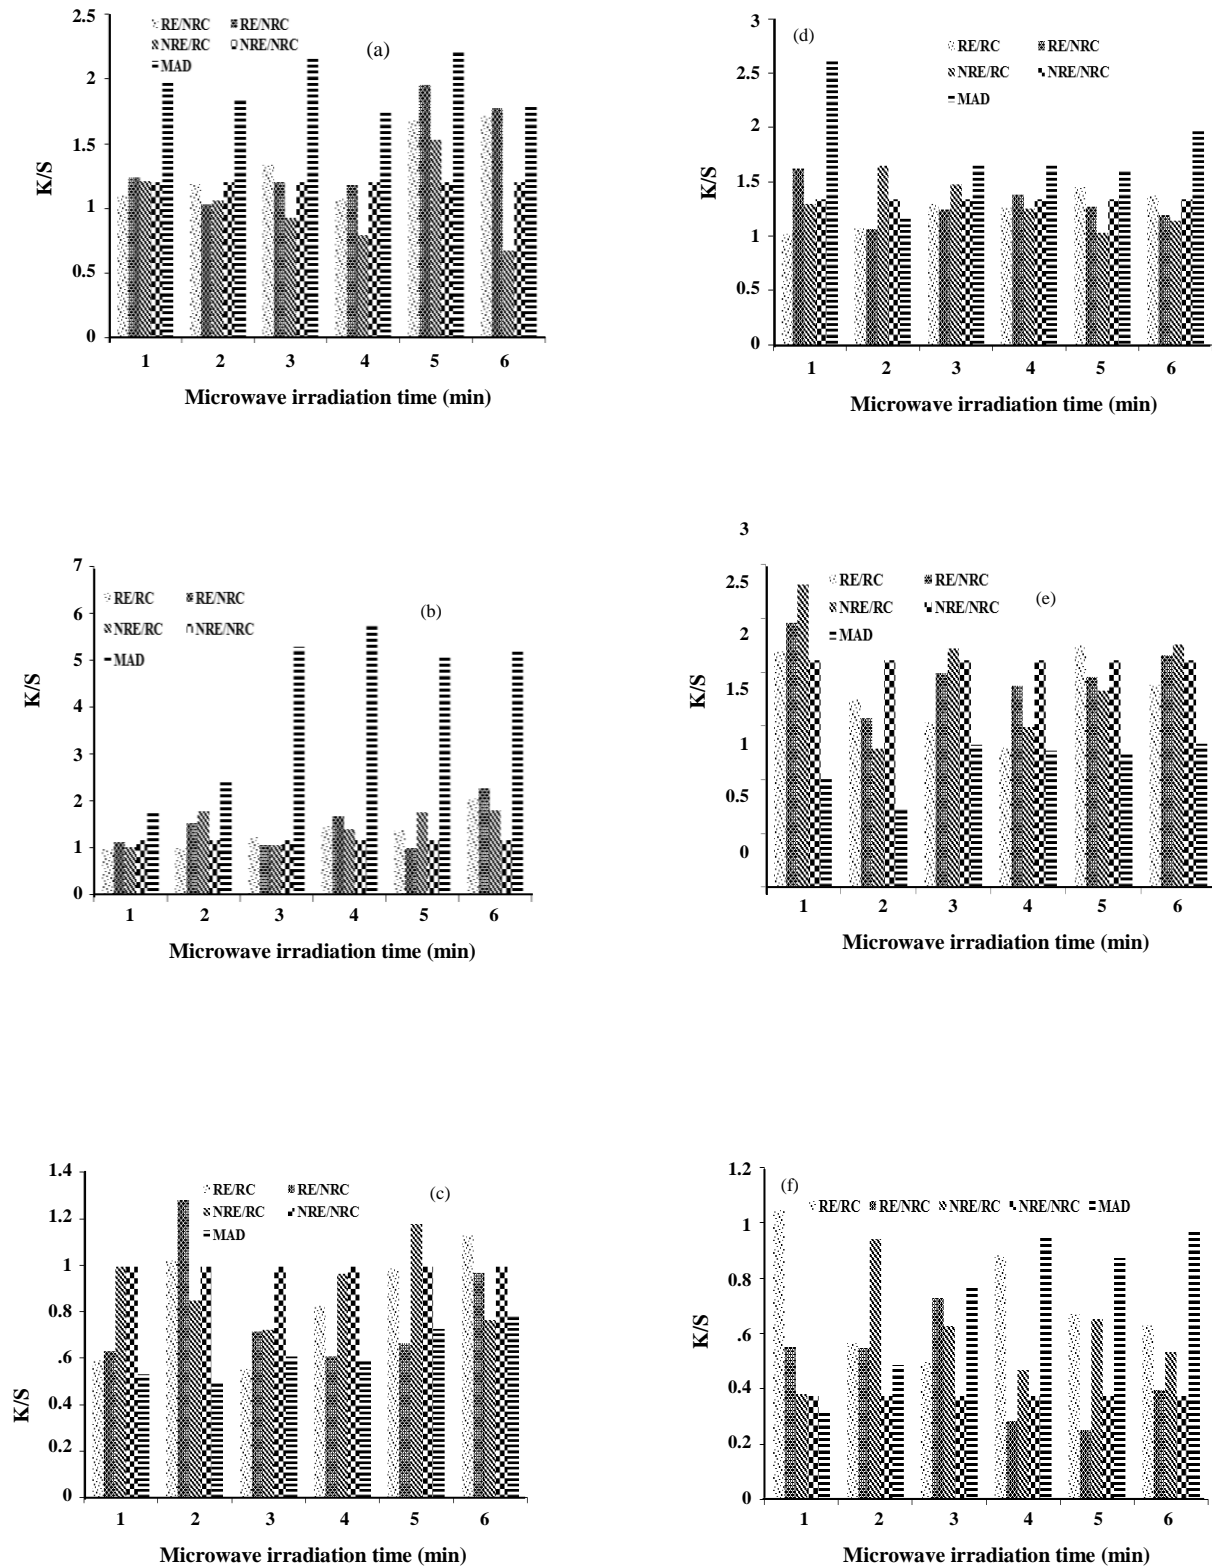 2.5
2
1.5
1
0.5
0
K/S
RE/RC RE/NRC
NRE/RC NRE/NRC
MAD
(a)
1 2 3 4 5 6
Microwave irradiation time (min)
3
2.5
2
1.5
1
0.5
0
K/S
(d)
RE/RC RE/NRC
NRE/RC NRE/NRC
MAD
1 2 3 4 5 6
Microwave irradiation time (min)
7
6
5
4
3
2
1
0
K/S
RE/RC RE/NRC
NRE/RC NRE/NRC
MAD
(b)
1 2 3 4 5 6
Microwave irradiation time (min)
3
2.5
2
1.5
1
0.5
0
K/S
RE/RC RE/NRC
NRE/RC NRE/NRC
MAD
(e)
1 2 3 4 5 6
Microwave irradiation time (min)
1.4
1.2
1
0.8
.6
0.4
0.2
0
K/S
RE/RC RE/NRC
NRE/RC NRE/NRC
MAD
(c)
1 2 3 4 5 6
Microwave irradiation time (min)
1.2
1
0.8
.6
0.4
0.2
0
K/S
(f)
RE/RC RE/NRC NRE/RC NRE/NRC MAD
1 2 3 4 5 6
Microwave irradiation time (min)